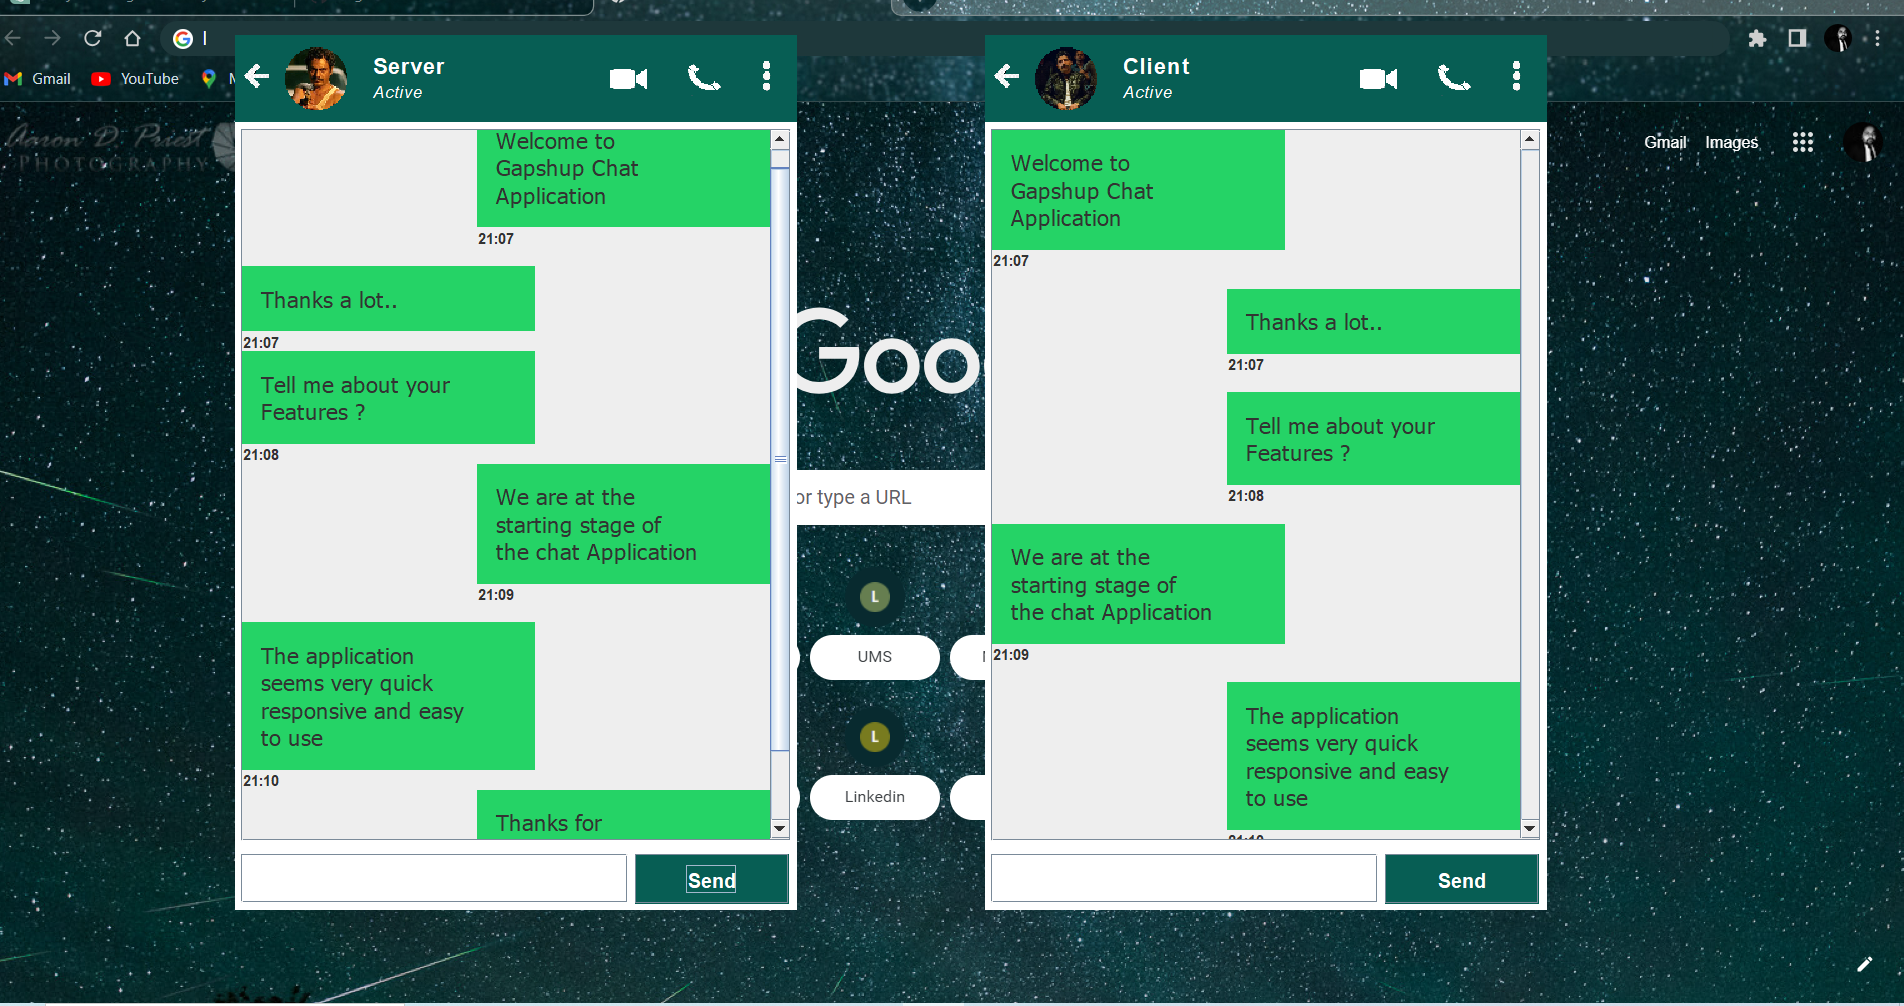 Gmail
YouTube
Aaron D. Priest
PHOTOGRAPHY
Server
Active
Welcome to
Gapshup Chat
Application
21:07
Thanks a lot..
21:07
Tell me about your
Features ?
21:08
We are at the
starting stage of
the chat Application
21:09
The application
seems very quick
responsive and easy
to use
21:10
Thanks for
Send
Goo
or type a URL
L
UMS
L
Linkedin
Client
Active
Welcome to
Gapshup Chat
Application
21:07
Thanks a lot..
21:07
Tell me about your
Features ?
21:08
We are at the
starting stage of
the chat Application
21:09
The application
seems very quick
responsive and easy
to use
21:10
Send
Gmail
Images